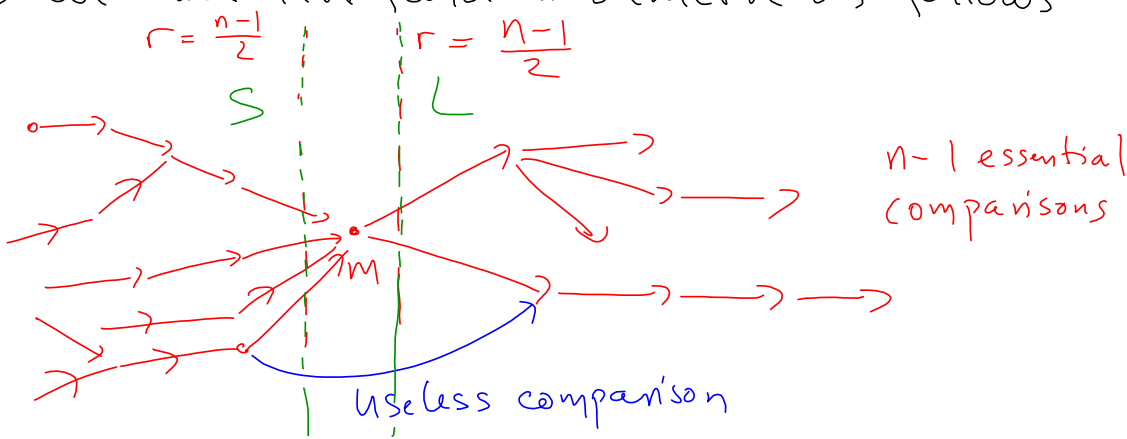 r = n-1/2 r = n-1/2
S L
n-1 essential
comparisons
m
useless comparison